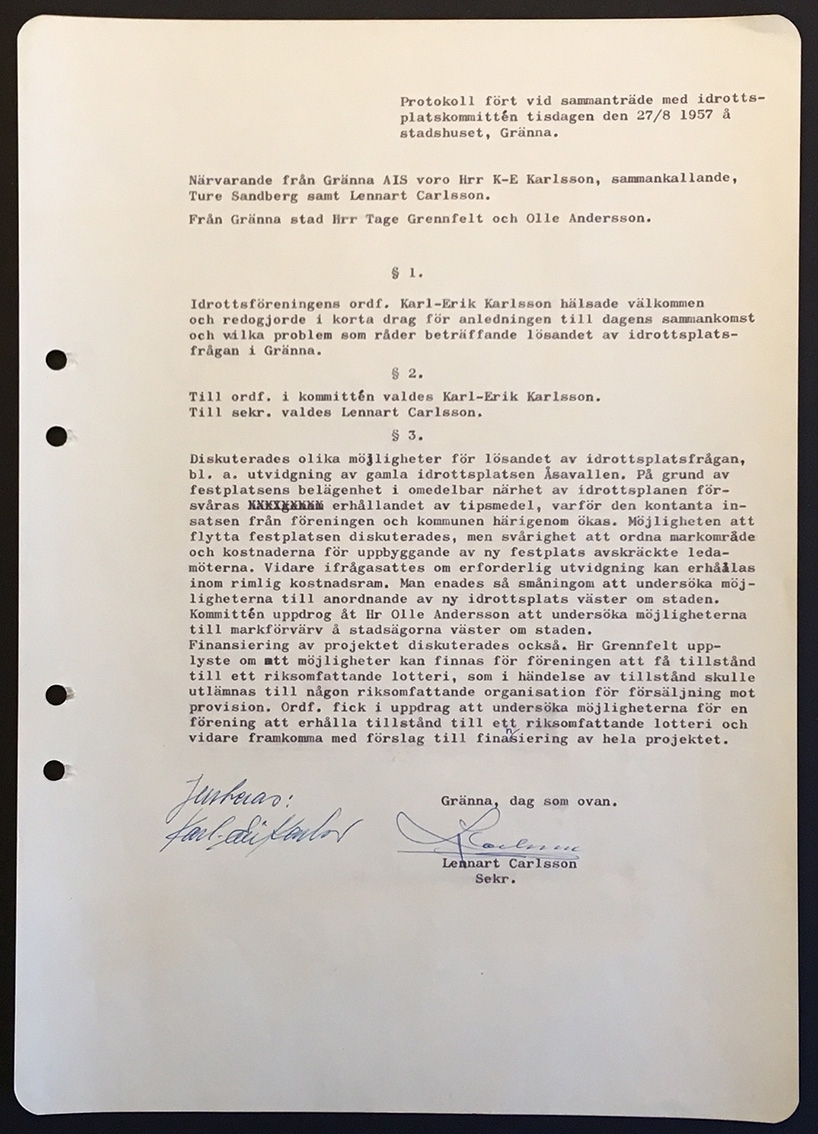 Protokoll fört vid sammanträde med idrotts-
platskommittén tisdagen den 27/8 1957 å
stadshuset, Gränna.
Närvarande från Gränna AIS voro Hrr K-E Karlsson, sammankallande,
Ture Sandberg samt Lennart Carlsson.
Från Gränna stad Hrr Tage Grennfelt och Olle Andersson.
§ 1.
Idrottsföreningens ordf. Karl-Erik Karlsson hälsade välkommen
och redogjorde i korta drag för anledningen till dagens sammankomst
och vilka problem som råder beträffande lösandet av idrottsplats-
frågan i Gränna.
§ 2.
Till ordf. i kommittén valdes Karl-Erik Karlsson.
Till sekr. valdes Lennart Carlsson.
§ 3.
Diskuterades olika möjligheter för lösandet av idrottsplatsfrågan,
bl. a. utvidgning av gamla idrottsplatsen Åsavallen. På grund av
festplatsens belägenhet i omedelbar närhet av idrottsplanen för-
svåras erhållandet av tipsmedel, varför den kontanta in-
satsen från föreningen och kommunen härigenom ökas. Möjligheten att
flytta festplatsen diskuterades, men svårighet att ordna markområde
och kostnaderna för uppbyggande av ny festplats avskräckte leda-
möterna. Vidare ifrågasattes om erforderlig utvidgning kan erhållas
inom rimlig kostnadsram. Man enades så småningom att undersöka möj-
ligheterna till anordnande av ny idrottsplats väster om staden.
Kommittén uppdrog åt Hr Olle Andersson att undersöka möjligheterna
till markförvärv å stadsägorna väster om staden.
Finansiering av projektet diskuterades också. Hr Grennfelt upp-
lyste om att möjligheter kan finnas för föreningen att få tillstånd
till ett riksomfattande lotteri, som i händelse av tillstånd skulle
utlämnas till någon riksomfattande organisation för försäljning mot
provision. Ordf. fick i uppdrag att undersöka möjligheterna för en
förening att erhålla tillstånd till ett riksomfattande lotteri och
vidare framkomma med förslag till finansiering av hela projektet.
Justeras:
Karl-Erik Karlsson
Gränna, dag som ovan.
LCarlsson
Lennart Carlsson
Sekr.